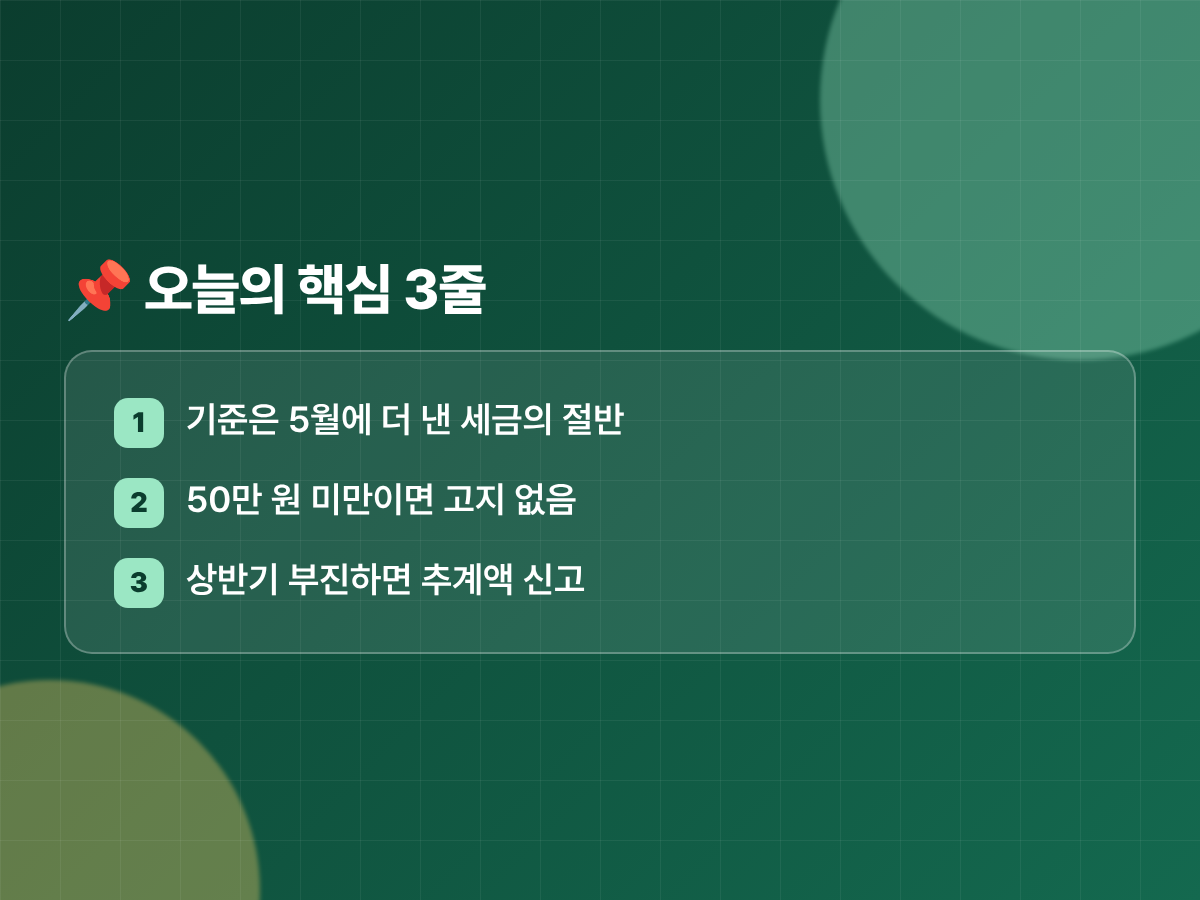 📌 오늘의 핵심 3줄
1 기준은 5월에 더 낸 세금의 절반
2 50만 원 미만이면 고지 없음
3 상반기 부진하면 추계액 신고